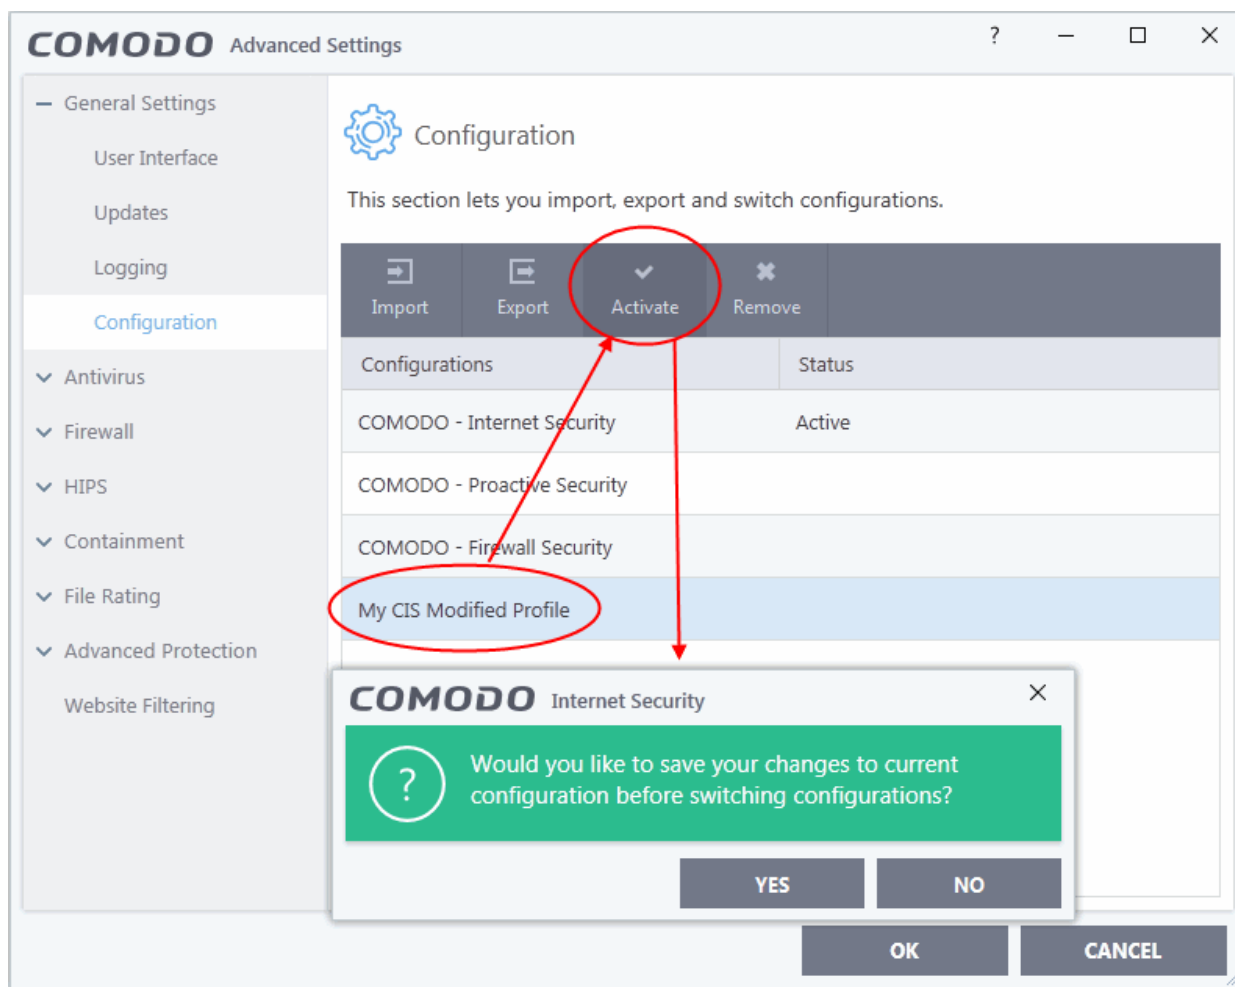 COMODO Advanced Settings
?
General Settings
User Interface
Updates
Logging
Configuration
Antivirus
Firewall
HIPS
Containment
File Rating
Advanced Protection
Website Filtering
Configuration
This section lets you import, export and switch configurations.
Import Export Activate Remove
Configurations Status
COMODO - Internet Security Active
COMODO - Proactive Security
COMODO - Firewall Security
My CIS Modified Profile
COMODO Internet Security
?
Would you like to save your changes to current
configuration before switching configurations?
YES NO
OK CANCEL